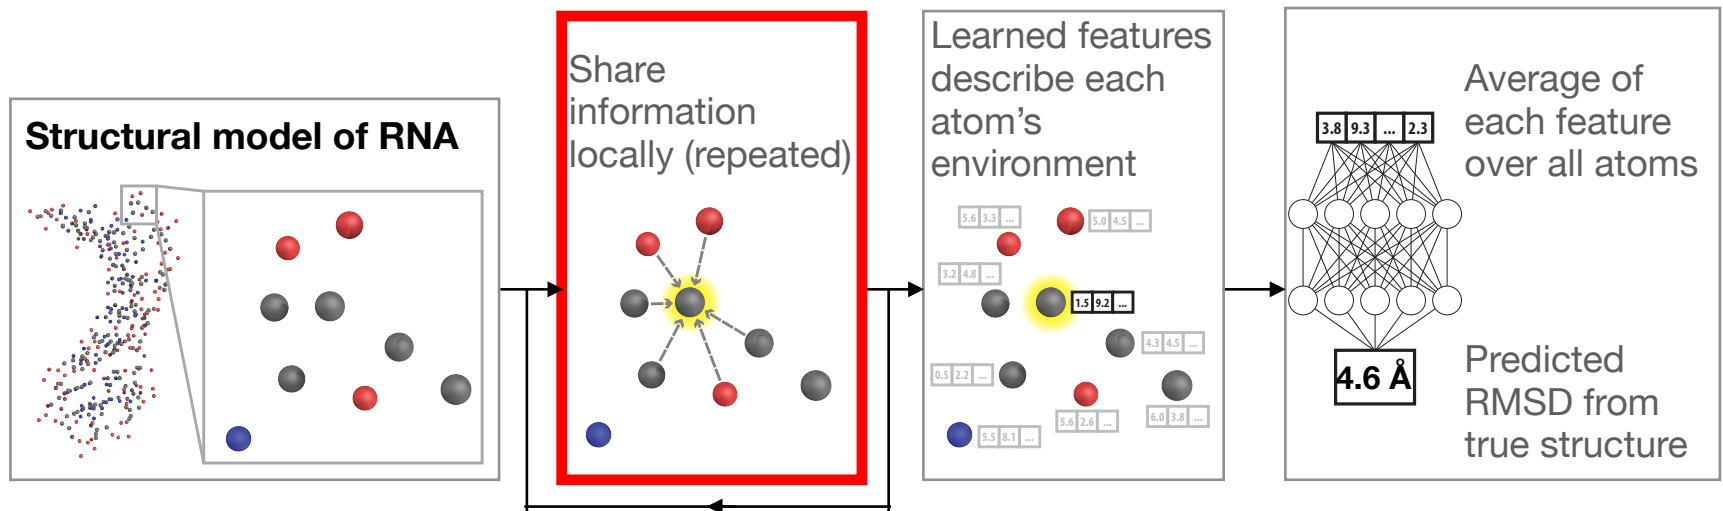 Structural model of RNA
Share
information
locally (repeated)
Learned features
describe each
atom's
environment
5.6 3.3 ...
5.0 4.5 ...
3.2 4.8 ...
1.5 9.2 ...
4.3 4.5 ...
0.5 2.2 ...
6.0 3.8 ...
5.6 2.6 ...
5.5 8.1 ...
3.8 9.3 ... 2.3
Average of
each feature
over all atoms
4.6 Å
Predicted
RMSD from
true structure